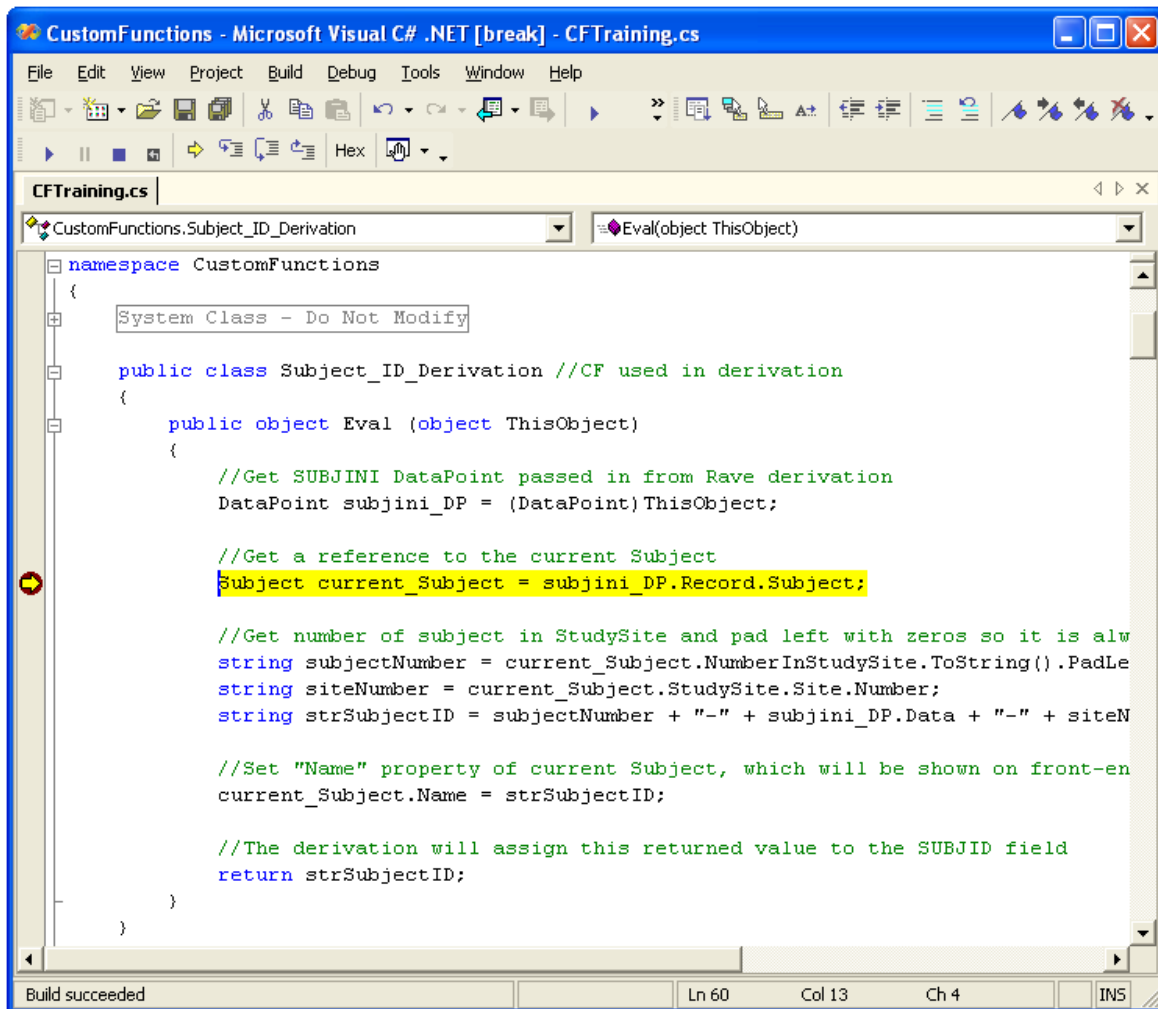 CustomFunctions - Microsoft Visual C# .NET [break] - CFTraining.cs
File Edit View Project Build Debug Tools Window Help
Hex
CFTraining.cs
CustomFunctions.Subject_ID_Derivation Eval(object ThisObject)
namespace CustomFunctions
{
System Class - Do Not Modify
public class Subject_ID_Derivation //CF used in derivation
{
public object Eval (object ThisObject)
{
//Get SUBJINI DataPoint passed in from Rave derivation
DataPoint subjini_DP = (DataPoint)ThisObject;
//Get a reference to the current Subject
Subject current_Subject = subjini_DP.Record.Subject;
//Get number of subject in StudySite and pad left with zeros so it is alw
string subjectNumber = current_Subject.NumberInStudySite.ToString().PadLe
string siteNumber = current_Subject.StudySite.Site.Number;
string strSubjectID = subjectNumber + "-" + subjini_DP.Data + "-" + siteN
//Set "Name" property of current Subject, which will be shown on front-en
current_Subject.Name = strSubjectID;
//The derivation will assign this returned value to the SUBJID field
return strSubjectID;
}
}
Build succeeded Ln 60 Col 13 Ch 4 INS